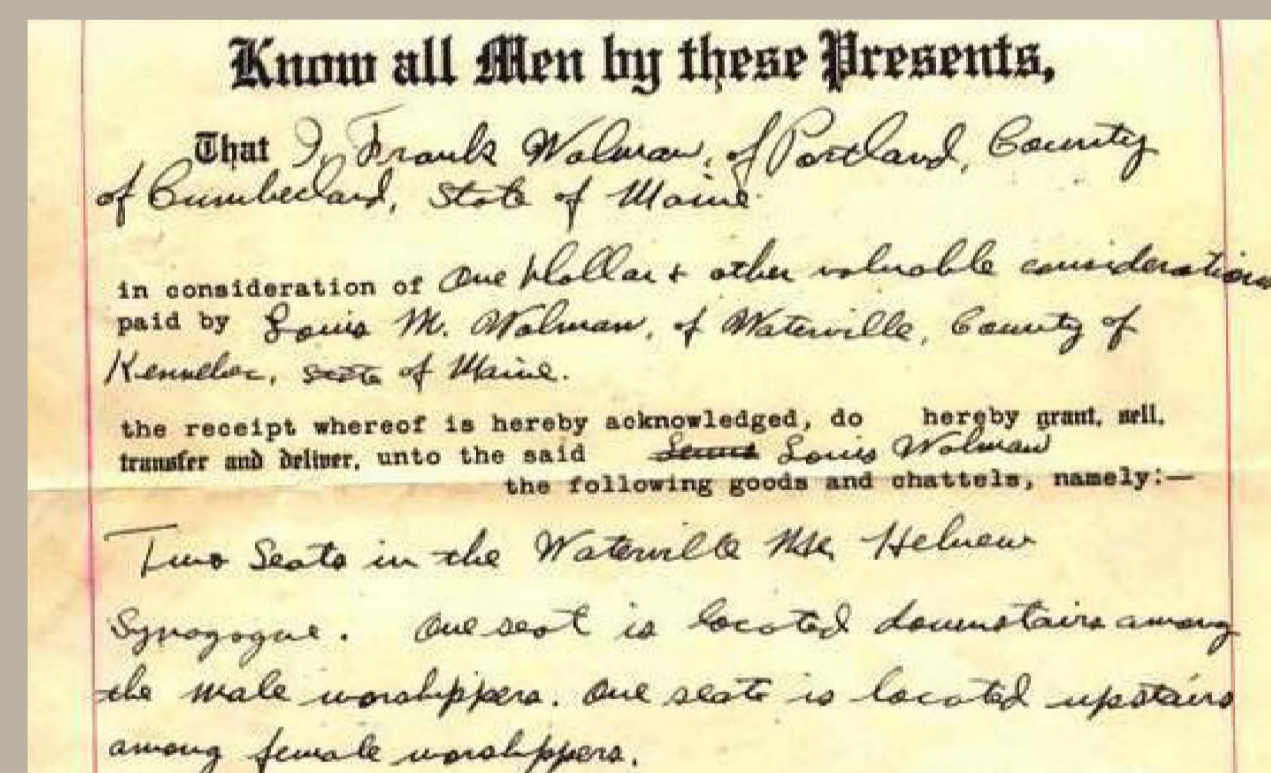 Know all Men by these Presents,
That I, Frank Wolman, of Portland, County
of Cumberland, State of Maine
in consideration of One Dollar & other valuable considerations
paid by Louis M. Wolman, of Waterville, County of
Kennebec, State of Maine.
the receipt whereof is hereby acknowledged, do hereby grant, sell,
transfer and deliver, unto the said Louis Wolman
the following goods and chattels, namely:—
Two Seats in the Waterville Me. Hebrew
Synagogue. One seat is located downstairs among
the male worshippers. One seat is located upstairs
among female worshippers.